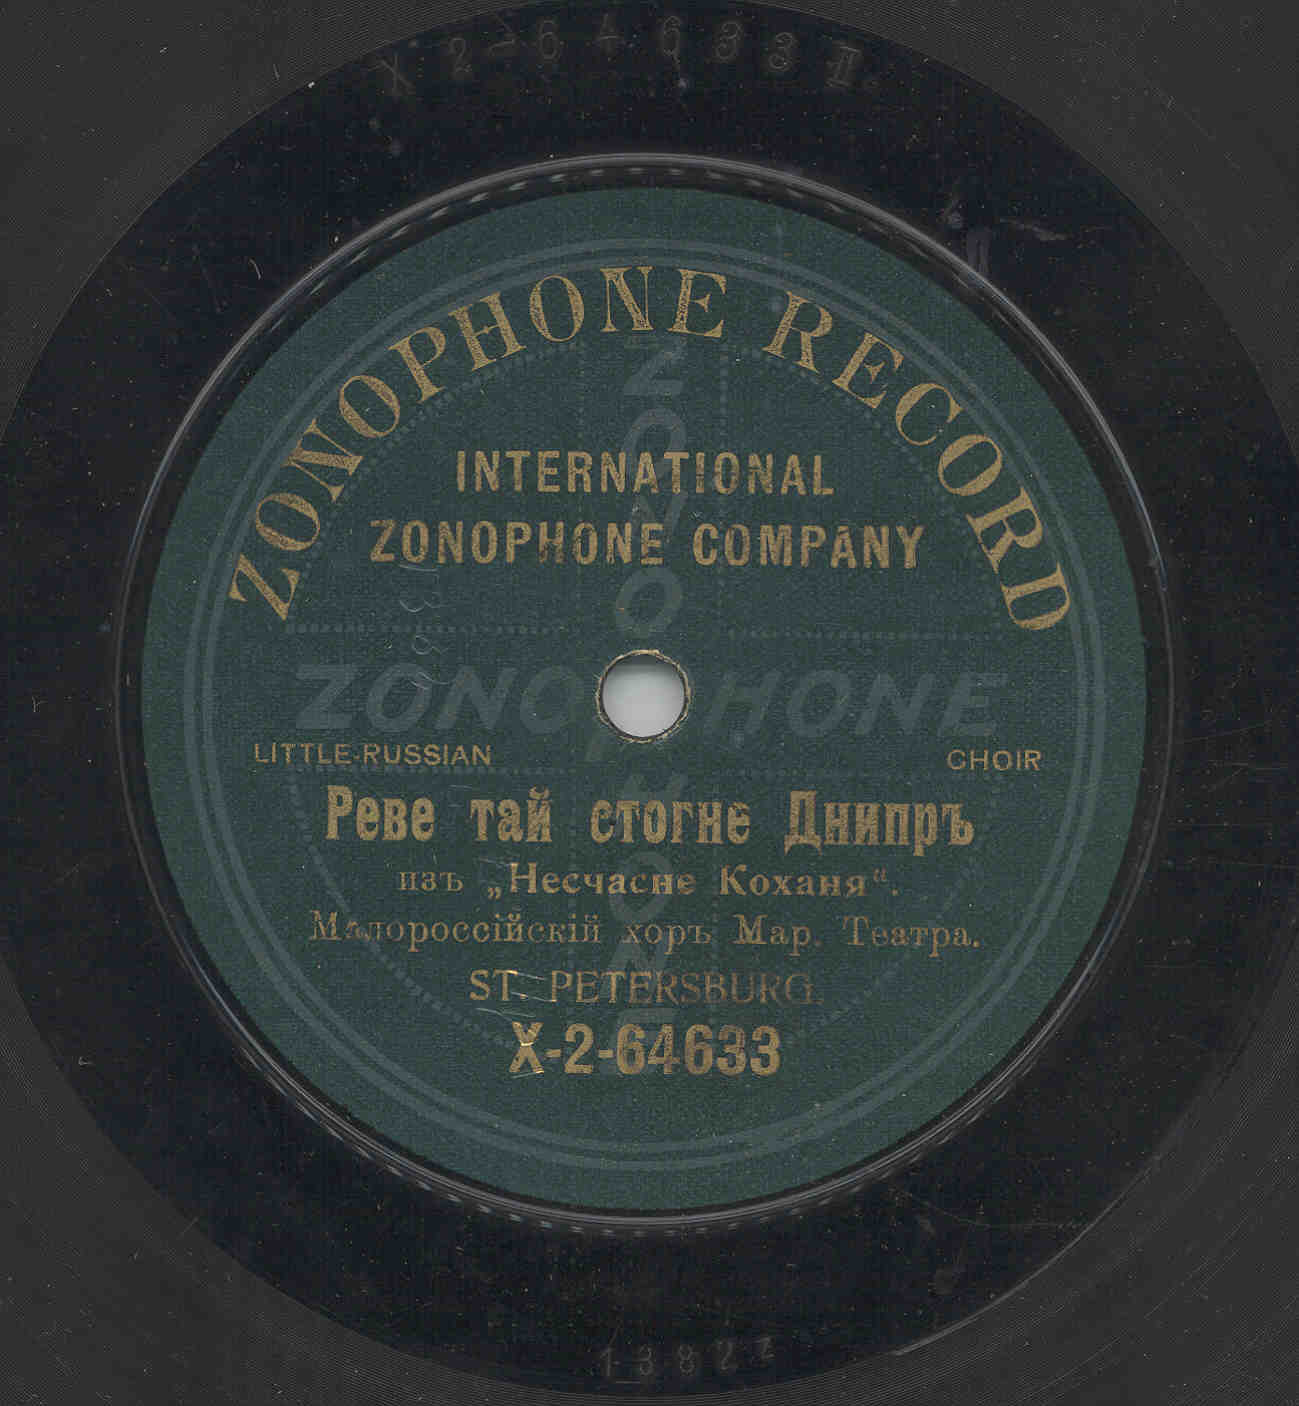 X 2-64633 II
ZONOPHONE RECORD
INTERNATIONAL
ZONOPHONE COMPANY
ZONOPHONE
ZONOPHONE
LITTLE-RUSSIAN CHOIR
Реве тай стогне Днипръ
изъ „Несчасне Коханя“.
Малороссійскій хоръ Мар. Театра.
ST. PETERSBURG.
X-2-64633